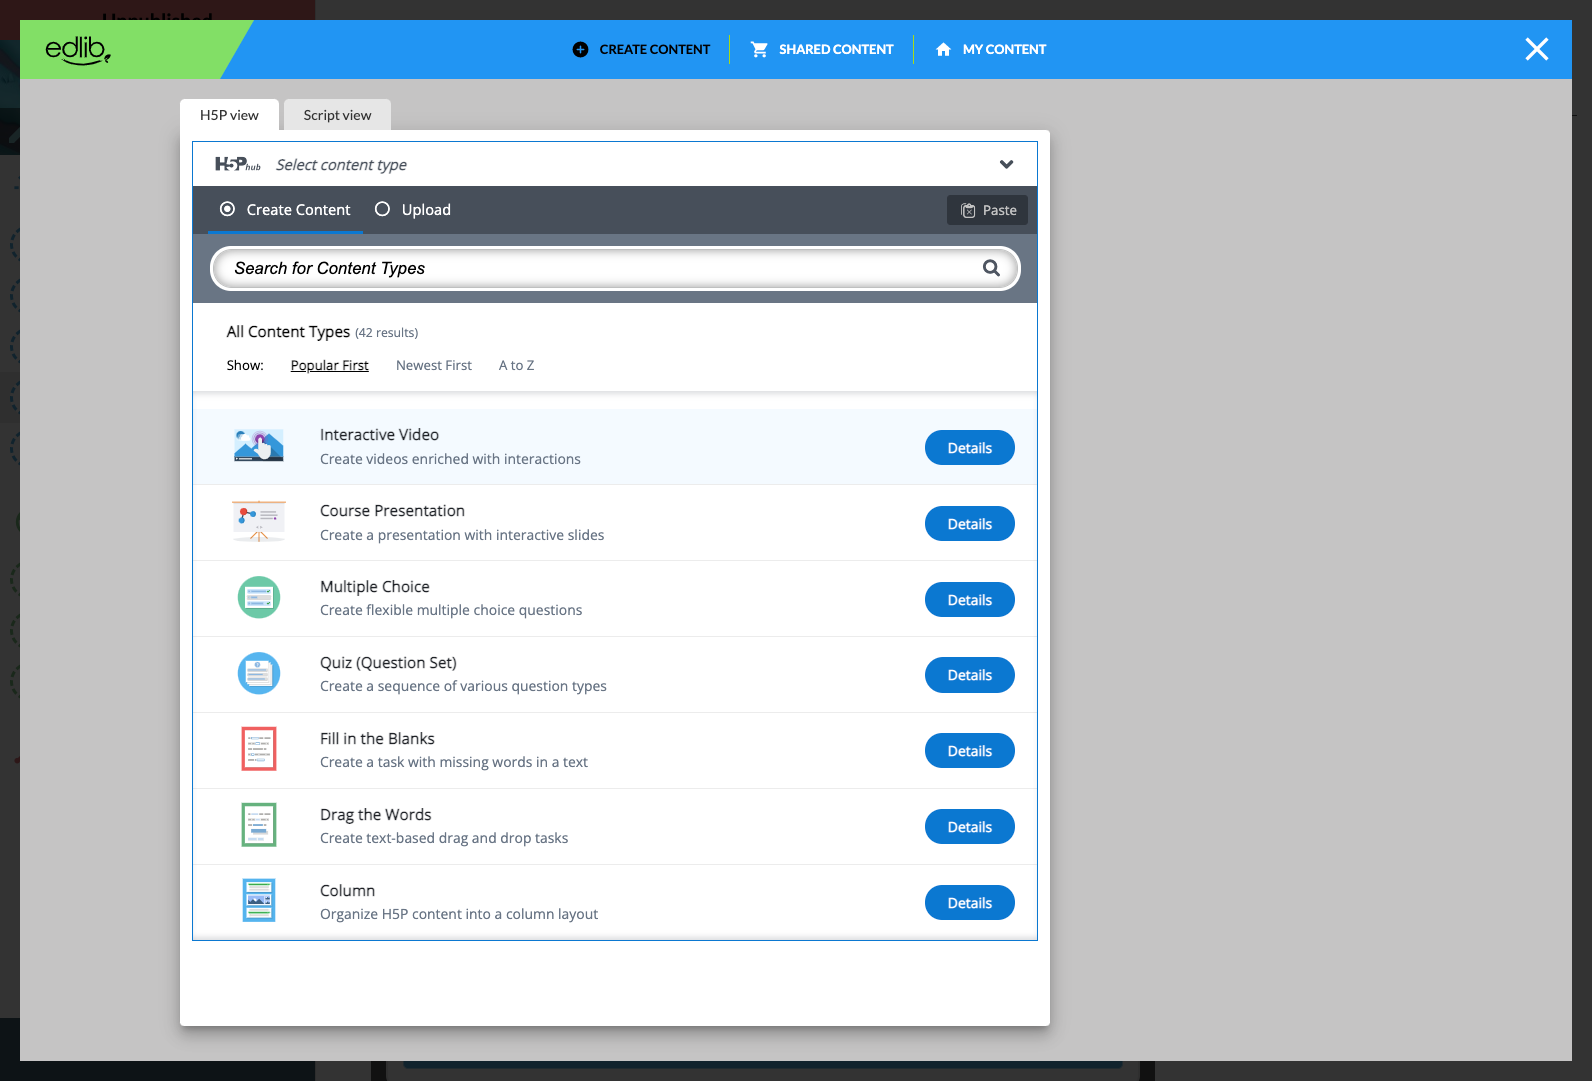 Unpublished
edlib
CREATE CONTENT
SHARED CONTENT
MY CONTENT
H5P view
Script view
H5P hub Select content type
Create Content
Upload
Paste
Search for Content Types
All Content Types (42 results)
Show: Popular First Newest First A to Z
Interactive Video
Create videos enriched with interactions
Details
Course Presentation
Create a presentation with interactive slides
Details
Multiple Choice
Create flexible multiple choice questions
Details
Quiz (Question Set)
Create a sequence of various question types
Details
Fill in the Blanks
Create a task with missing words in a text
Details
Drag the Words
Create text-based drag and drop tasks
Details
Column
Organize H5P content into a column layout
Details